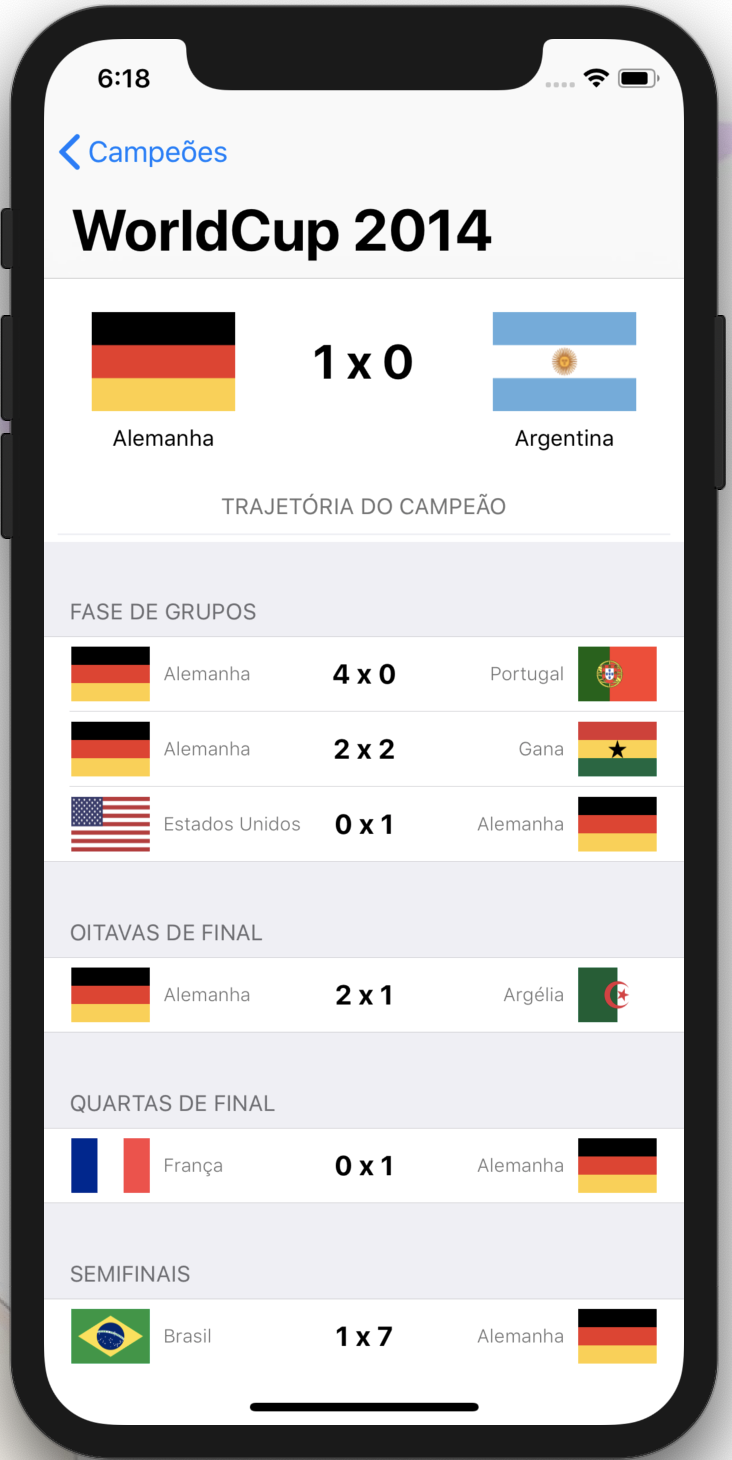 6:18
Campeões
WorldCup 2014
1 x 0
Alemanha Argentina
TRAJETÓRIA DO CAMPEÃO
FASE DE GRUPOS
Alemanha 4 x 0 Portugal
Alemanha 2 x 2 Gana
Estados Unidos 0 x 1 Alemanha
OITAVAS DE FINAL
Alemanha 2 x 1 Argélia
QUARTAS DE FINAL
França 0 x 1 Alemanha
SEMIFINAIS
Brasil 1 x 7 Alemanha